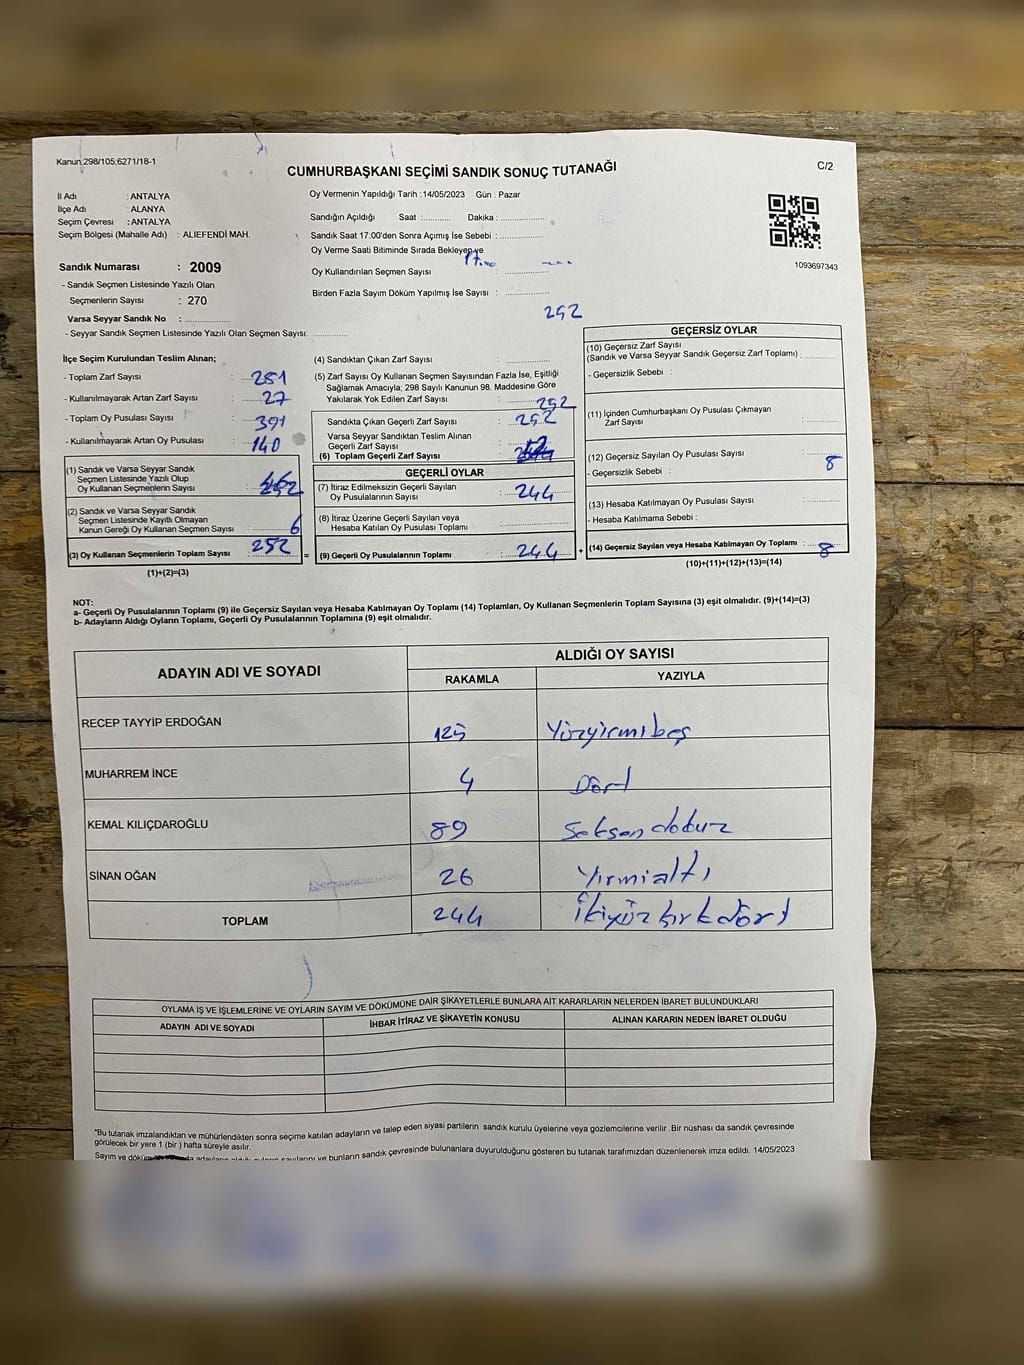 Kanun,298/105,6271/18-1
CUMHURBAŞKANI SEÇİMİ SANDIK SONUÇ TUTANAĞI
C/2
İl Adı : ANTALYA
İlçe Adı : ALANYA
Seçim Çevresi : ANTALYA
Seçim Bölgesi (Mahalle Adı) : ALIEFENDİ MAH.
Sandık Numarası : 2009
- Sandık Seçmen Listesinde Yazılı Olan
Seçmenlerin Sayısı : 270
Varsa Seyyar Sandık No :
- Seyyar Sandık Seçmen Listesinde Yazılı Olan Seçmen Sayısı:
Oy Vermenin Yapıldığı Tarih :14/05/2023 Gün : Pazar
Sandığın Açıldığı Saat : Dakika :
Sandık Saat 17:00'den Sonra Açımış İse Sebebi :
Oy Verme Saati Bitiminde Sırada Bekleyen ve
17.00
Oy Kullandırılan Seçmen Sayısı :
Birden Fazla Sayım Döküm Yapılmış İse Sayısı :
1093697343
İlçe Seçim Kurulundan Teslim Alınan;
- Toplam Zarf Sayısı : 281
- Kullanılmayarak Artan Zarf Sayısı : 27
- Toplam Oy Pusulası Sayısı : 391
- Kullanılmayarak Artan Oy Pusulası : 140
(1) Sandık ve Varsa Seyyar Sandık
Seçmen Listesinde Yazılı Olup
Oy Kullanan Seçmenlerin Sayısı
(2) Sandık ve Varsa Seyyar Sandık
Seçmen Listesinde Kayıtlı Olmayan
Kanun Gereği Oy Kullanan Seçmen Sayısı 6
(3) Oy Kullanan Seçmenlerin Toplam Sayısı : 252
(1)+(2)=(3)
=
252
(4) Sandıktan Çıkan Zarf Sayısı :
(5) Zarf Sayısı Oy Kullanan Seçmen Sayısından Fazla İse, Eşitliği
Sağlamak Amacıyla; 298 Sayılı Kanunun 98. Maddesine Göre
Yakılarak Yok Edilen Zarf Sayısı : 252
Sandıkta Çıkan Geçerli Zarf Sayısı : 252
Varsa Seyyar Sandıktan Teslim Alınan
Geçerli Zarf Sayısı
(6) Toplam Geçerli Zarf Sayısı
GEÇERLİ OYLAR
(7) İtiraz Edilmeksizin Geçerli Sayılan
Oy Pusulalarının Sayısı : 244
(8) İtiraz Üzerine Geçerli Sayılan veya
Hesaba Katılan Oy Pusulası Toplamı :
(9) Geçerli Oy Pusulalarının Toplamı : 244
+
GEÇERSİZ OYLAR
(10) Geçersiz Zarf Sayısı
(Sandık ve Varsa Seyyar Sandık Geçersiz Zarf Toplamı) :
- Geçersizlik Sebebi :
(11) İçinden Cumhurbaşkanı Oy Pusulası Çıkmayan
Zarf Sayısı :
(12) Geçersiz Sayılan Oy Pusulası Sayısı : 8
- Geçersizlik Sebebi :
(13) Hesaba Katılmayan Oy Pusulası Sayısı :
- Hesaba Katılmama Sebebi :
(14) Geçersiz Sayılan veya Hesaba Katılmayan Oy Toplamı : 8
(10)+(11)+(12)+(13)=(14)
NOT:
a- Geçerli Oy Pusulalarının Toplamı (9) ile Geçersiz Sayılan veya Hesaba Katılmayan Oy Toplamı (14) Toplamları, Oy Kullanan Seçmenlerin Toplam Sayısına (3) eşit olmalıdır. (9)+(14)=(3)
b- Adayların Aldığı Oyların Toplamı, Geçerli Oy Pusulalarının Toplamına (9) eşit olmalıdır.
ADAYIN ADI VE SOYADI ALDIĞI OY SAYISI
RAKAMLA YAZIYLA
RECEP TAYYİP ERDOĞAN 125 Yüzyirmibeş
MUHARREM İNCE 4 Dört
KEMAL KILIÇDAROĞLU 89 Seksendokuz
SİNAN OĞAN 26 Yirmialtı
TOPLAM 244 İkiyüzkırkdört
OYLAMA İŞ VE İŞLEMLERİNE VE OYLARIN SAYIM VE DÖKÜMÜNE DAİR ŞİKAYETLERLE BUNLARA AİT KARARLARIN NELERDEN İBARET BULUNDUKLARI
ADAYIN ADI VE SOYADI İHBAR İTİRAZ VE ŞİKAYETİN KONUSU ALINAN KARARIN NEDEN İBARET OLDUĞU
*Bu tutanak imzalandıktan ve mühürlendikten sonra seçime katılan adayların ve talep eden siyasi partilerin sandık kurulu üyelerine veya gözlemcilerine verilir .Bir nüshası da sandık çevresinde
görülecek bir yere 1 (bir ) hafta süreyle asılır.
Sayım ve döküm sayılarını ve bunların sandık çevresinde bulunanlara duyurulduğunu gösteren bu tutanak tarafımızdan düzenlenerek imza edildi. 14/05/2023